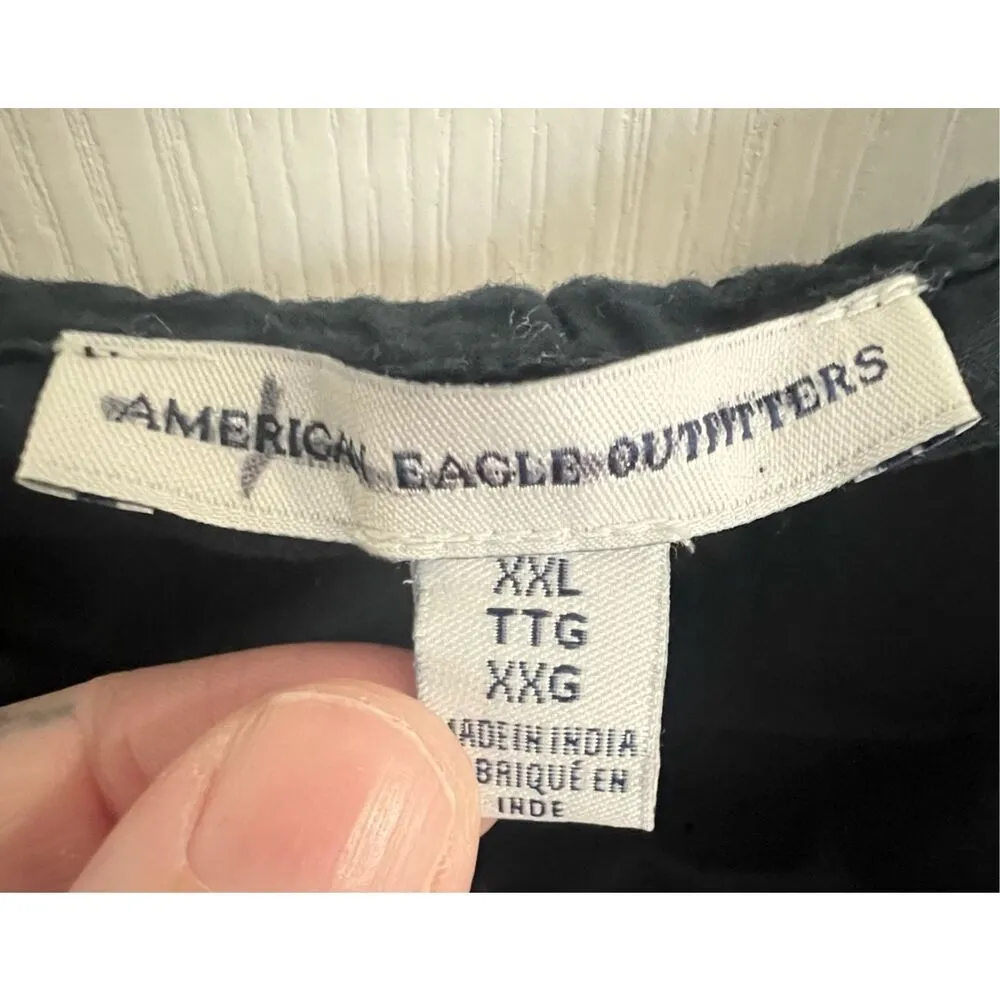 AMERICAN EAGLE OUTFITTERS
XXL
TTG
XXG
MADE IN INDIA
BRIQUÉ EN
INDE